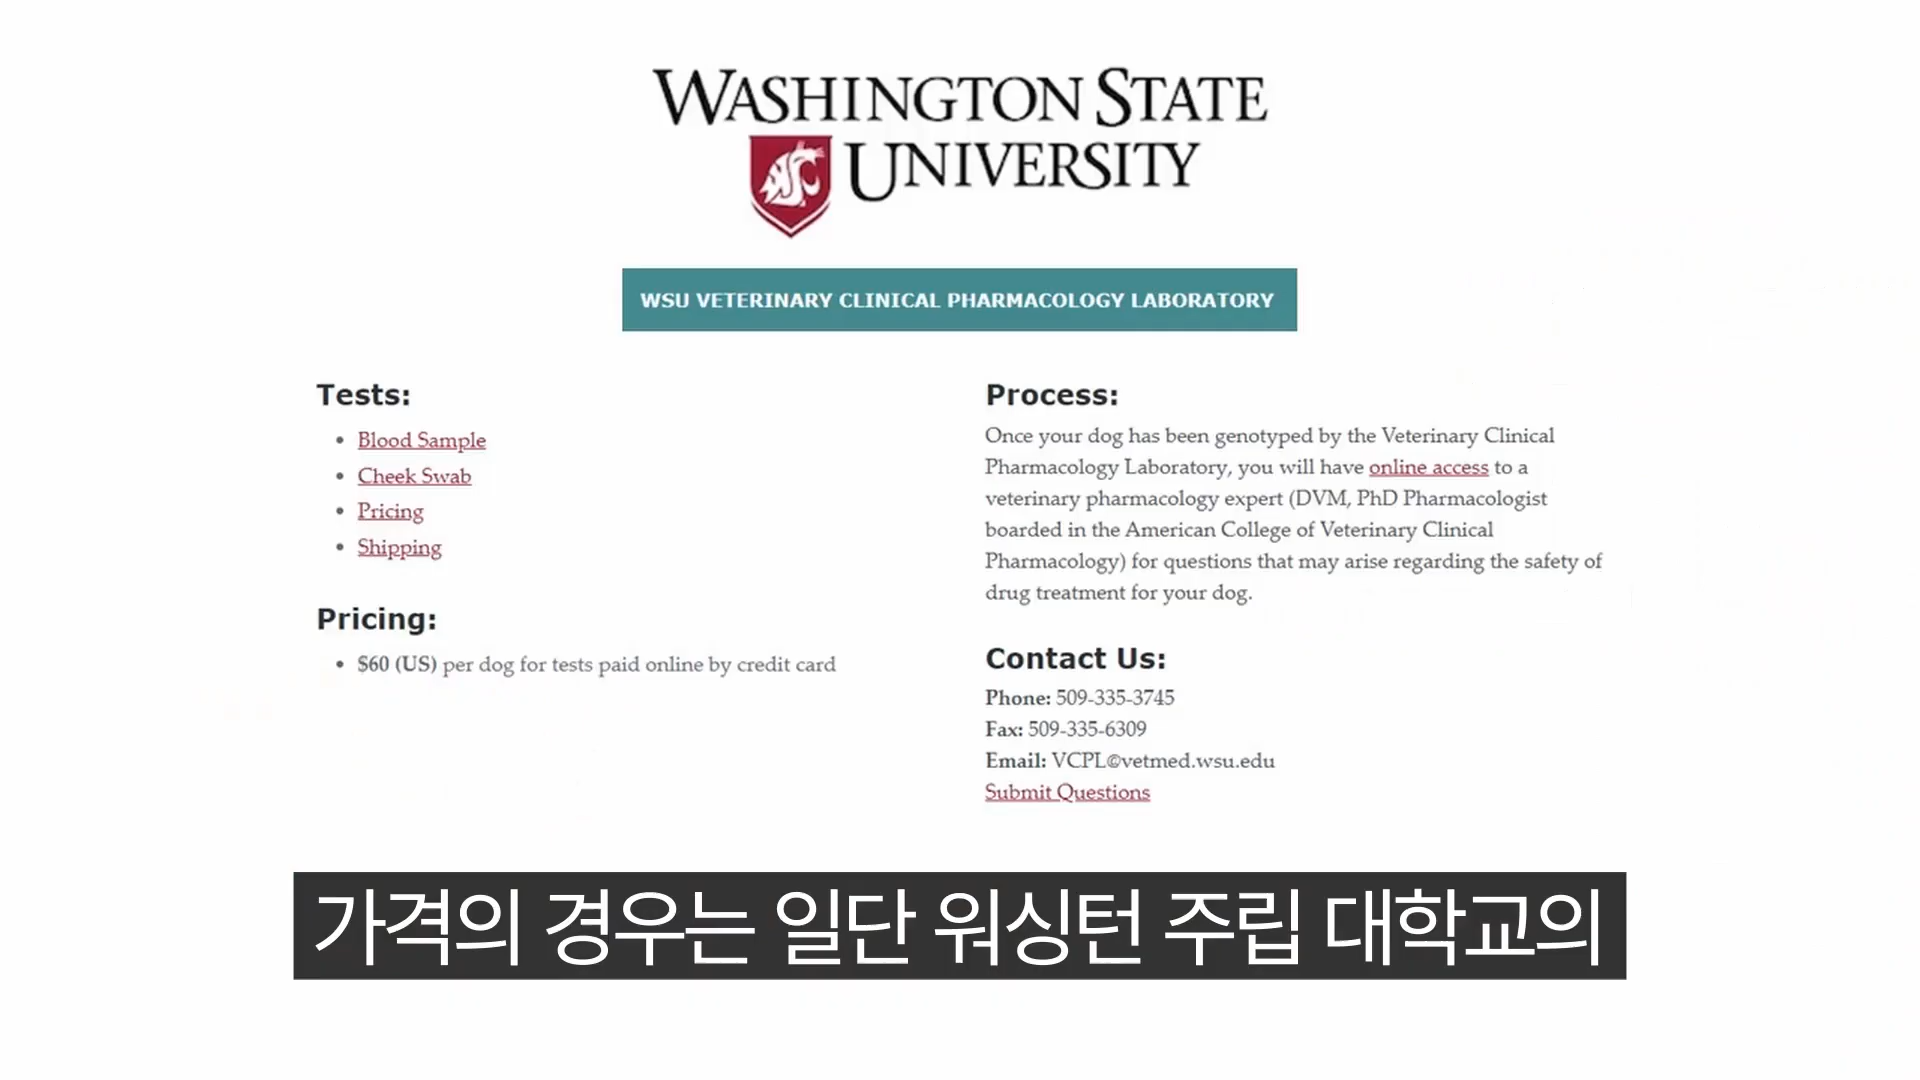 WASHINGTON STATE
UNIVERSITY
WSU VETERINARY CLINICAL PHARMACOLOGY LABORATORY
Tests:
• Blood Sample
• Cheek Swab
• Pricing
• Shipping
Pricing:
• $60 (US) per dog for tests paid online by credit card
Process:
Once your dog has been genotyped by the Veterinary Clinical
Pharmacology Laboratory, you will have online access to a
veterinary pharmacology expert (DVM, PhD Pharmacologist
boarded in the American College of Veterinary Clinical
Pharmacology) for questions that may arise regarding the safety of
drug treatment for your dog.
Contact Us:
Phone: 509-335-3745
Fax: 509-335-6309
Email: VCPL©vetmed.wsu.edu
Submit Questions
가격의 경우는 일단 워싱턴 주립 대학교의